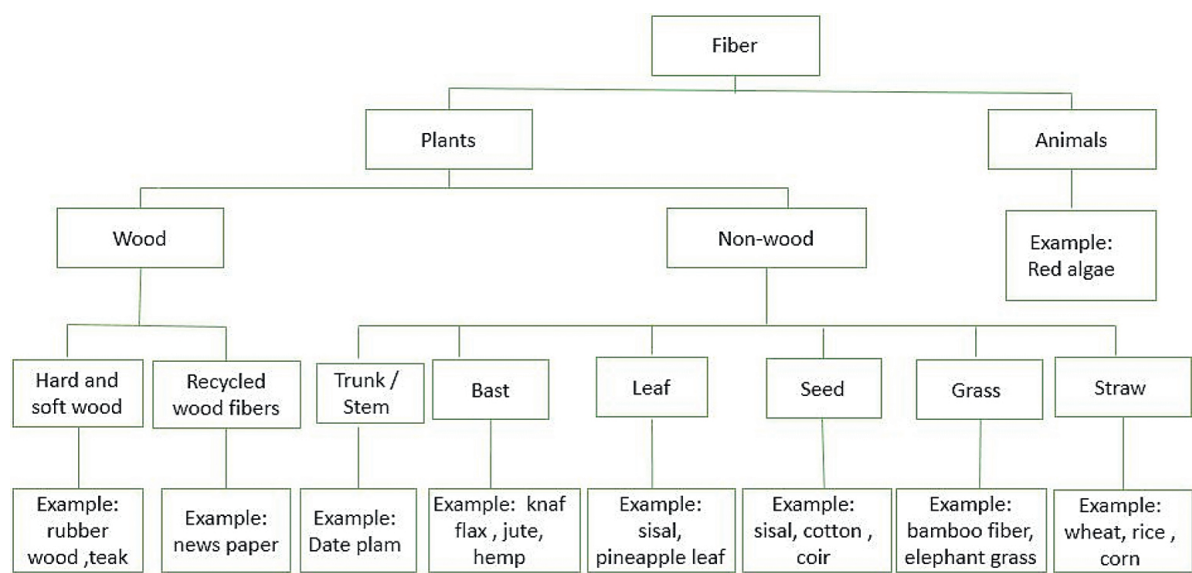 Fiber
Plants
Animals
Wood
Non-wood
Example:
Red algae
Hard and
soft wood
Recycled
wood fibers
Trunk /
Stem
Bast
Leaf
Seed
Grass
Straw
Example:
rubber
wood ,teak
Example:
news paper
Example:
Date plam
Example: knaf
flax , jute,
hemp
Example:
sisal,
pineapple leaf
Example:
sisal, cotton ,
coir
Example:
bamboo fiber,
elephant grass
Example:
wheat, rice ,
corn